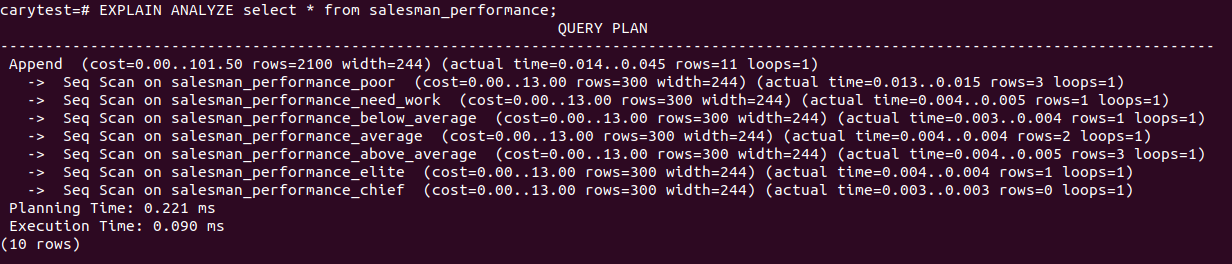 carytest=# EXPLAIN ANALYZE select * from salesman_performance;
QUERY PLAN
-----------------------------------------------------------------------------------------------------------------------------------------
Append  (cost=0.00..101.50 rows=2100 width=244) (actual time=0.014..0.045 rows=11 loops=1)
  ->  Seq Scan on salesman_performance_poor  (cost=0.00..13.00 rows=300 width=244) (actual time=0.013..0.015 rows=3 loops=1)
  ->  Seq Scan on salesman_performance_need_work  (cost=0.00..13.00 rows=300 width=244) (actual time=0.004..0.005 rows=1 loops=1)
  ->  Seq Scan on salesman_performance_below_average  (cost=0.00..13.00 rows=300 width=244) (actual time=0.003..0.004 rows=1 loops=1)
  ->  Seq Scan on salesman_performance_average  (cost=0.00..13.00 rows=300 width=244) (actual time=0.004..0.004 rows=2 loops=1)
  ->  Seq Scan on salesman_performance_above_average  (cost=0.00..13.00 rows=300 width=244) (actual time=0.004..0.005 rows=3 loops=1)
  ->  Seq Scan on salesman_performance_elite  (cost=0.00..13.00 rows=300 width=244) (actual time=0.004..0.004 rows=1 loops=1)
  ->  Seq Scan on salesman_performance_chief  (cost=0.00..13.00 rows=300 width=244) (actual time=0.003..0.003 rows=0 loops=1)
Planning Time: 0.221 ms
Execution Time: 0.090 ms
(10 rows)